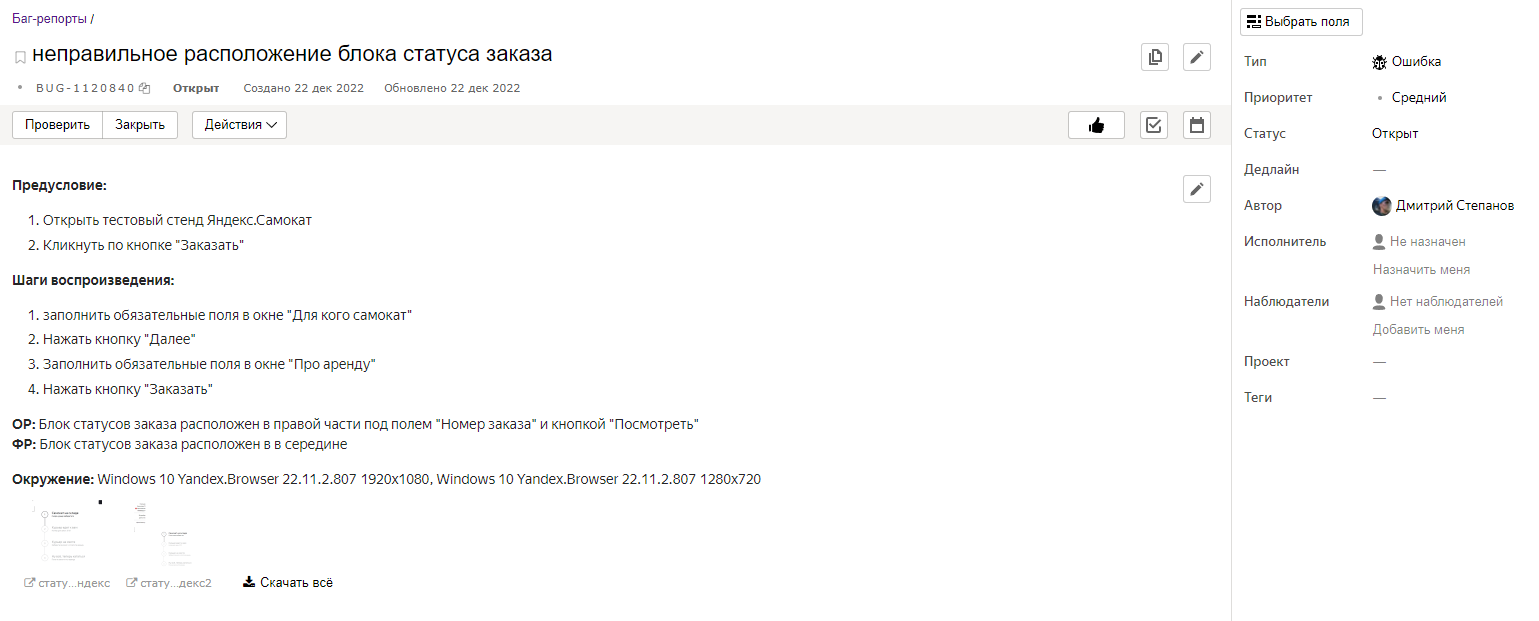 Баг-репорты /
неправильное расположение блока статуса заказа
BUG-1120840 Открыт Создано 22 дек 2022 Обновлено 22 дек 2022
Проверить Закрыть Действия
Предусловие:
1. Открыть тестовый стенд Яндекс.Самокат
2. Кликнуть по кнопке "Заказать"
Шаги воспроизведения:
1. заполнить обязательные поля в окне "Для кого самокат"
2. Нажать кнопку "Далее"
3. Заполнить обязательные поля в окне "Про аренду"
4. Нажать кнопку "Заказать"
ОР: Блок статусов заказа расположен в правой части под полем "Номер заказа" и кнопкой "Посмотреть"
ФР: Блок статусов заказа расположен в в середине
Окружение: Windows 10 Yandex.Browser 22.11.2.807 1920x1080, Windows 10 Yandex.Browser 22.11.2.807 1280x720
стату...ндекс стату...декс2 Скачать всё
Выбрать поля
Тип Ошибка
Приоритет Средний
Статус Открыт
Дедлайн —
Автор Дмитрий Степанов
Исполнитель Не назначен
Назначить меня
Наблюдатели Нет наблюдателей
Добавить меня
Проект —
Теги —